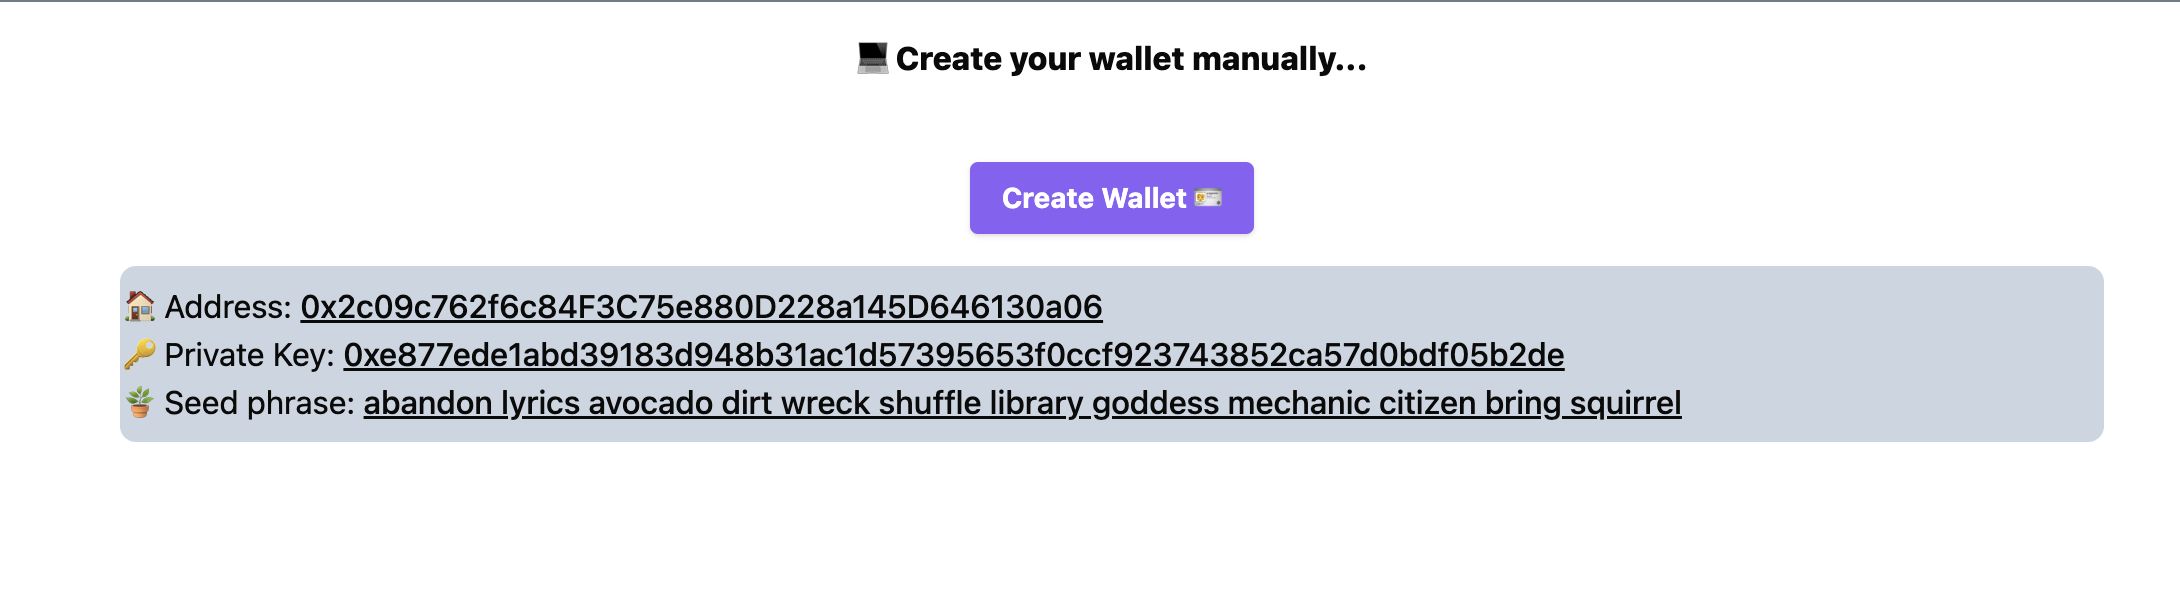 Create your wallet manually...
Create Wallet
Address: 0x2c09c762f6c84F3C75e880D228a145D646130a06
Private Key: 0xe877ede1abd39183d948b31ac1d57395653f0ccf923743852ca57d0bdf05b2de
Seed phrase: abandon lyrics avocado dirt wreck shuffle library goddess mechanic citizen bring squirrel